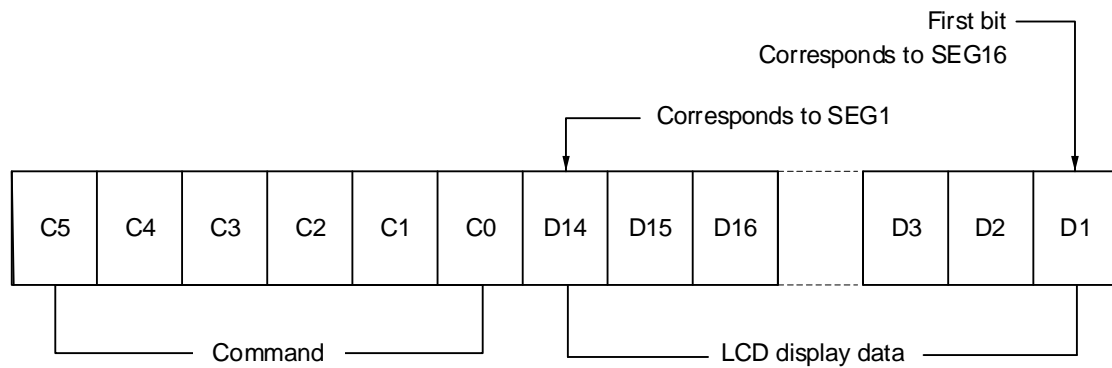 First bit
Corresponds to SEG16
Corresponds to SEG1
C5 C4 C3 C2 C1 C0 D14 D15 D16 D3 D2 D1
Command
LCD display data